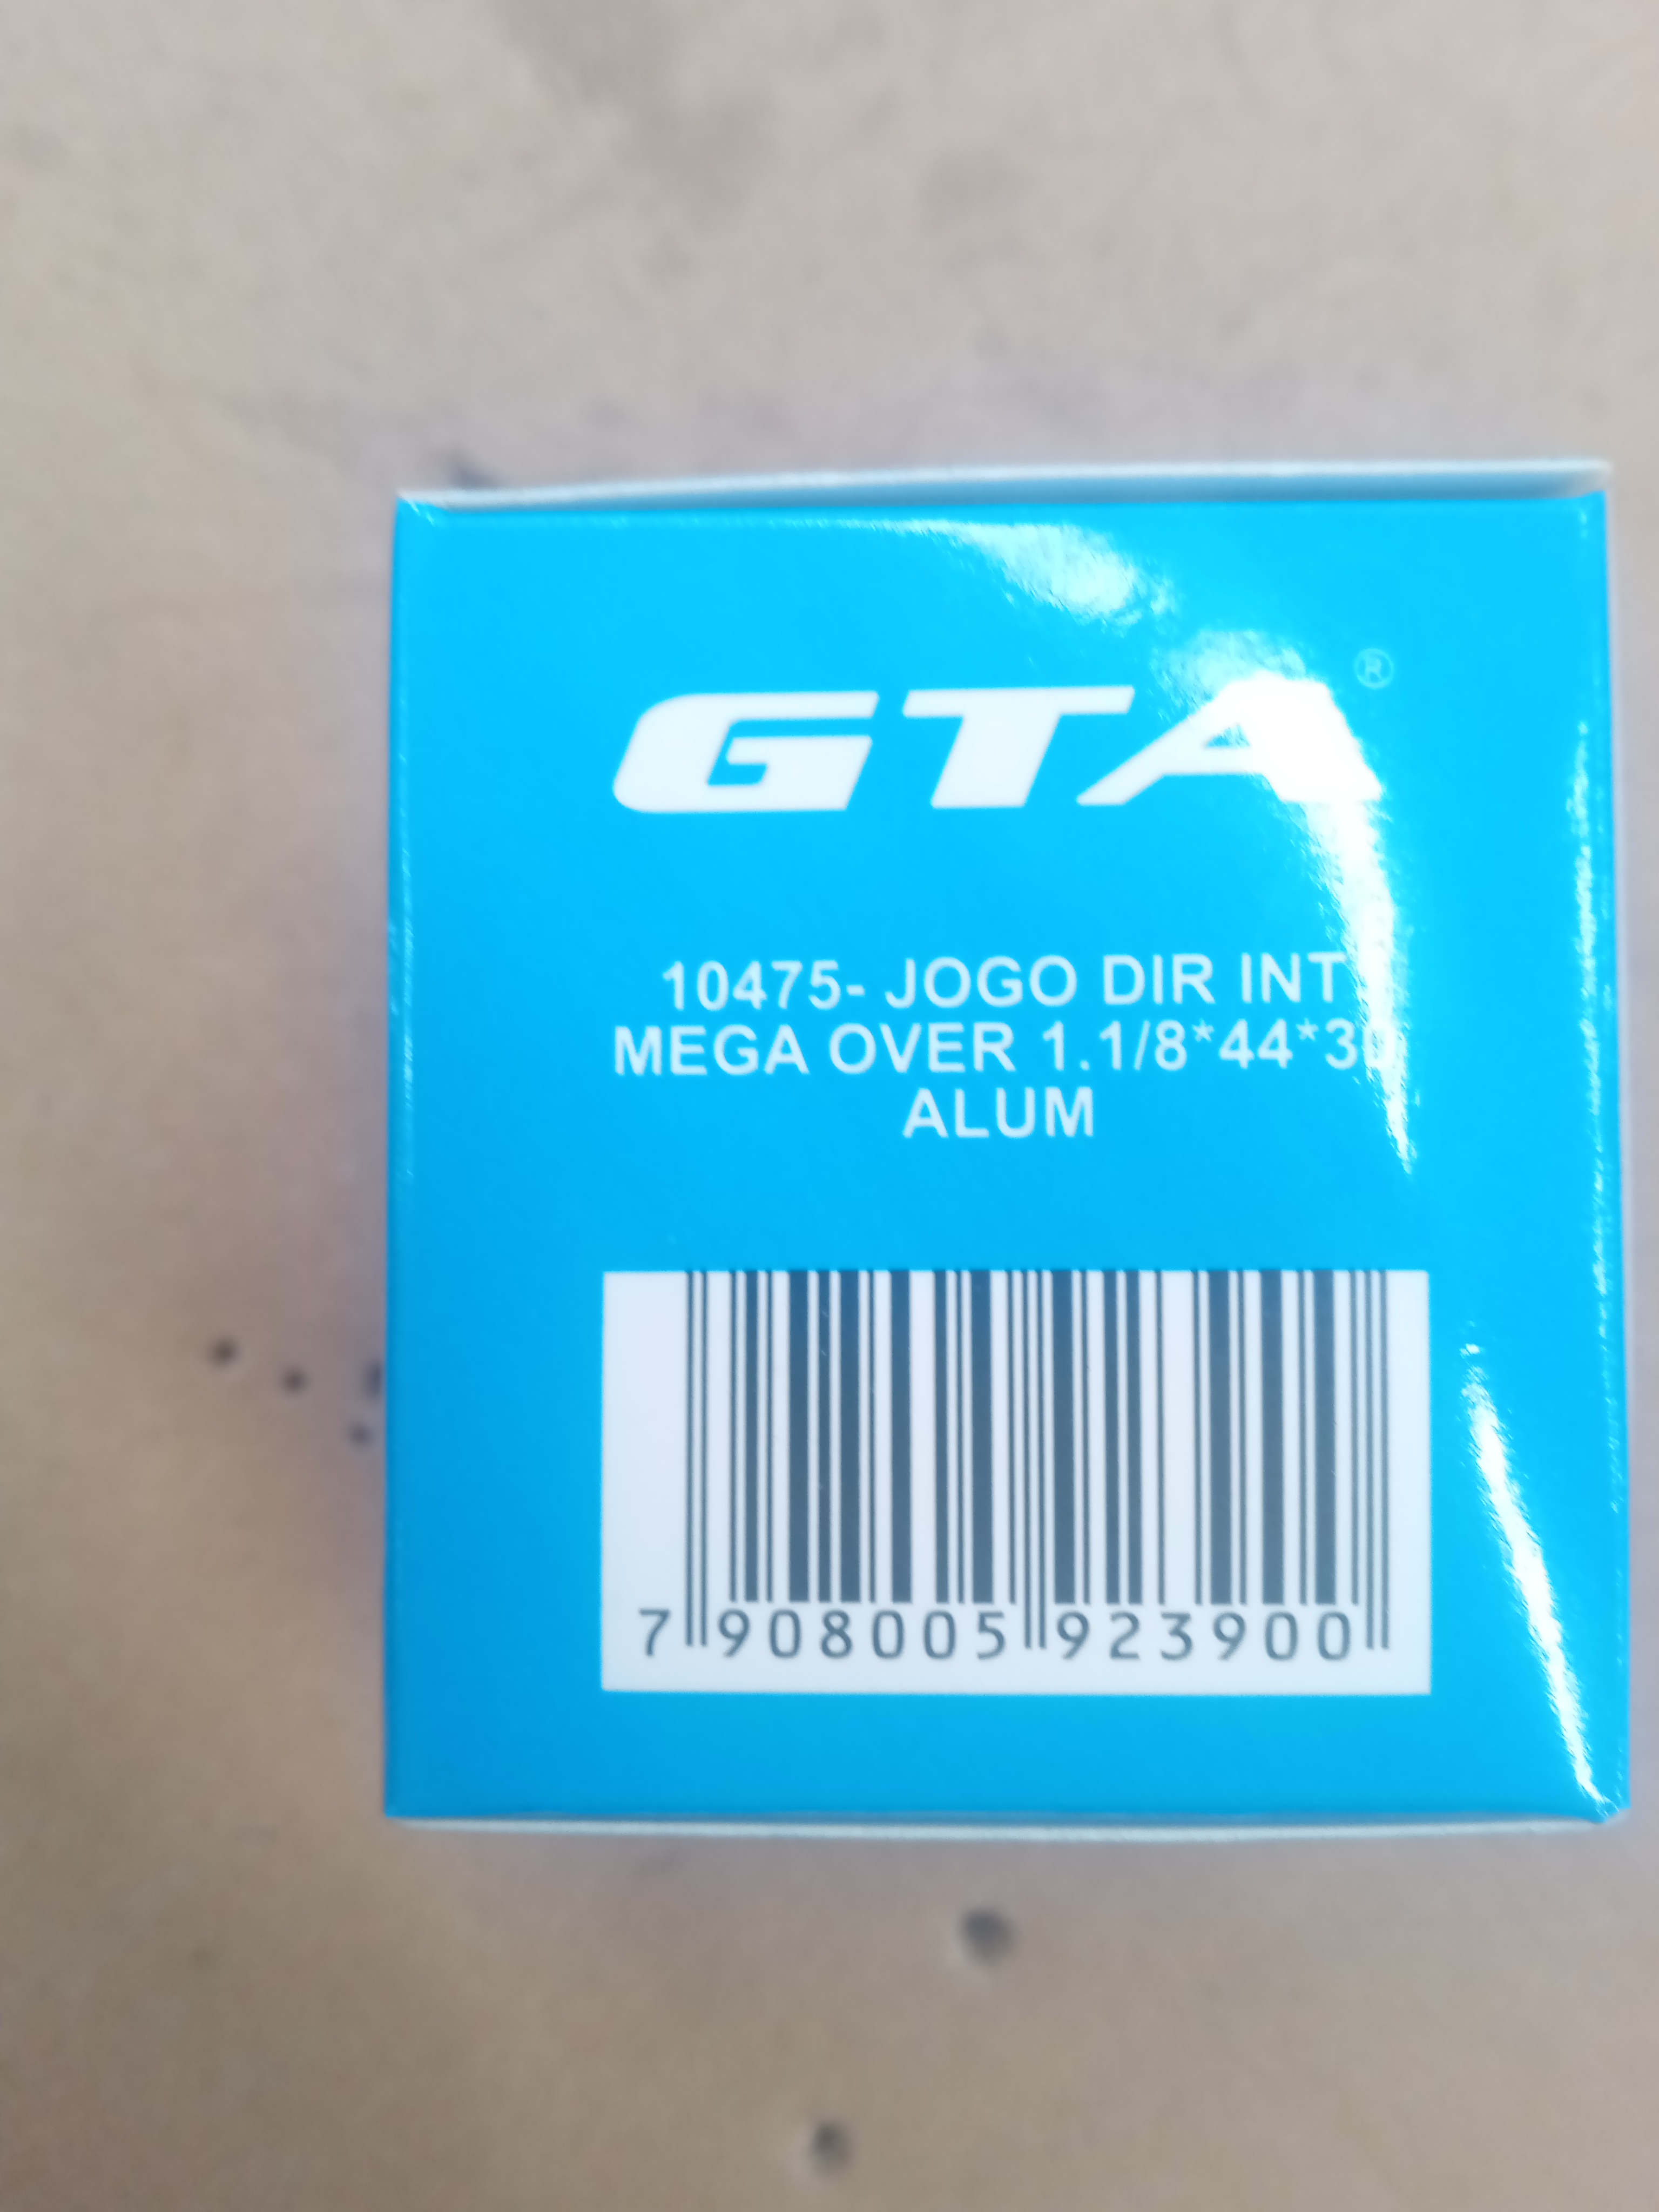 GTA®
10475- JOGO DIR INT
MEGA OVER 1.1/8*44*30
ALUM
7 908005 923900